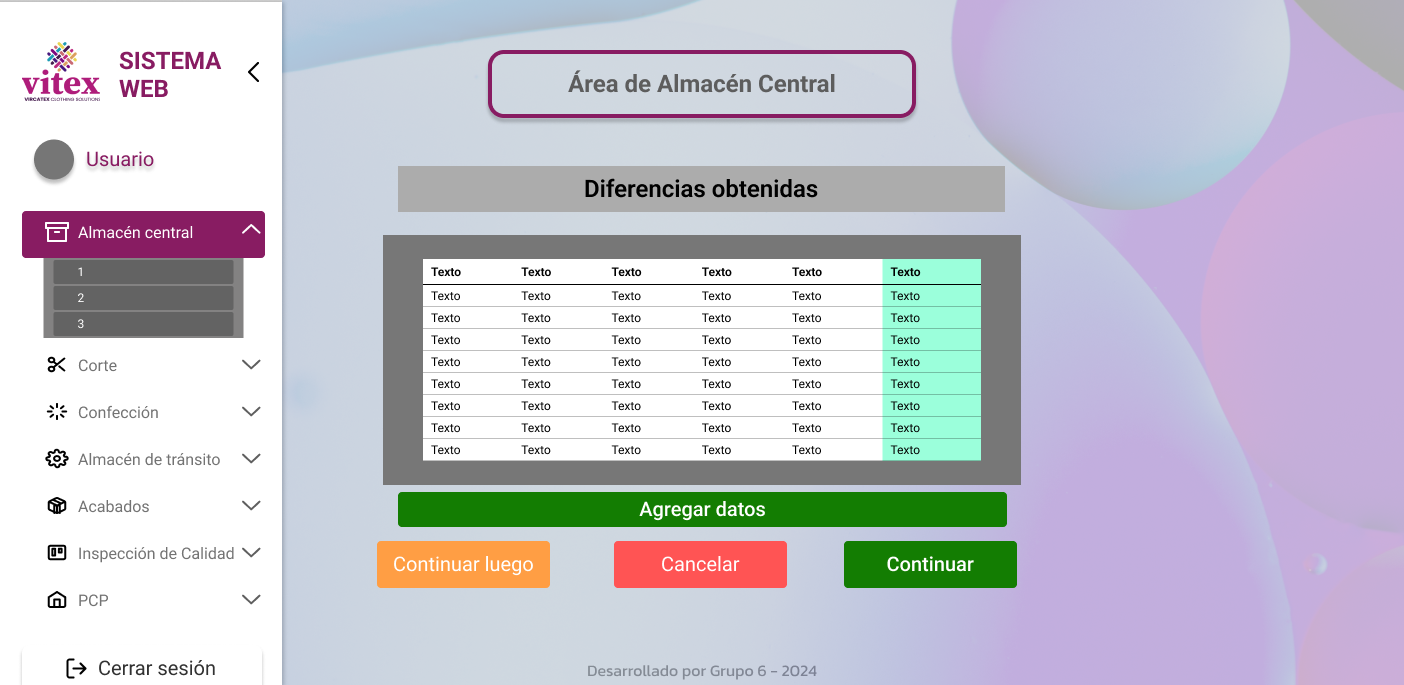 vitex
VIRCATEX CLOTHING SOLUTIONS
SISTEMA
WEB
Usuario
Almacén central
1
2
3
Corte
Confección
Almacén de tránsito
Acabados
Inspección de Calidad
PCP
Cerrar sesión
Área de Almacén Central
Diferencias obtenidas
Texto Texto Texto Texto Texto Texto
Texto Texto Texto Texto Texto Texto
Texto Texto Texto Texto Texto Texto
Texto Texto Texto Texto Texto Texto
Texto Texto Texto Texto Texto Texto
Texto Texto Texto Texto Texto Texto
Texto Texto Texto Texto Texto Texto
Texto Texto Texto Texto Texto Texto
Texto Texto Texto Texto Texto Texto
Agregar datos
Continuar luego Cancelar Continuar
Desarrollado por Grupo 6 - 2024